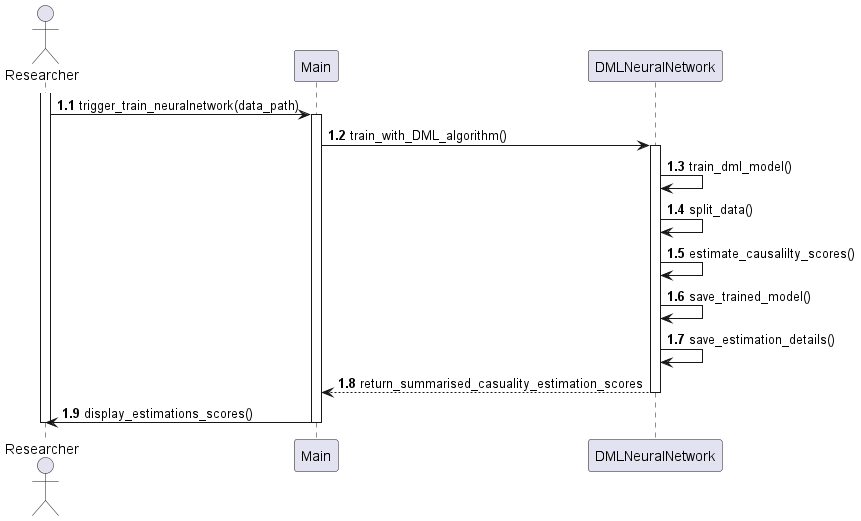 Researcher
Main
DMLNeuralNetwork
1.1 trigger_train_neuralnetwork(data_path)
1.2 train_with_DML_algorithm()
1.3 train_dml_model()
1.4 split_data()
1.5 estimate_causalilty_scores()
1.6 save_trained_model()
1.7 save_estimation_details()
1.8 return_summarised_casuality_estimation_scores
1.9 display_estimations_scores()
Researcher
Main
DMLNeuralNetwork